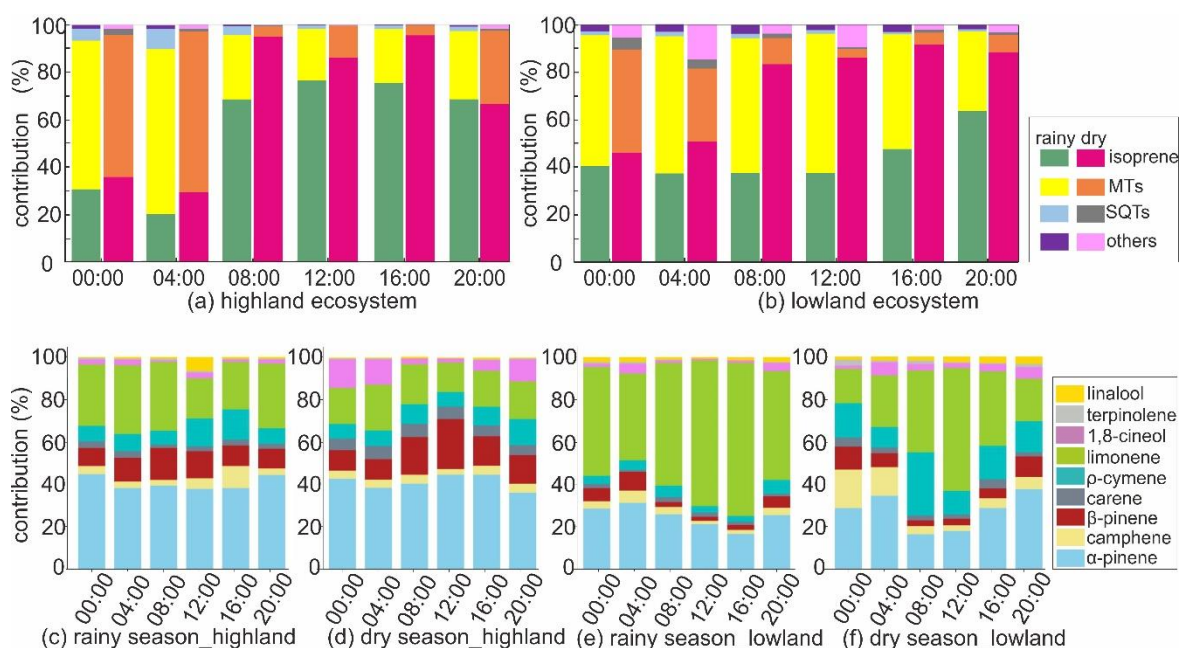 contribution (%)
100
80
60
40
20
0
00:00 04:00 08:00 12:00 16:00 20:00
(a) highland ecosystem
contribution (%)
100
80
60
40
20
0
00:00 04:00 08:00 12:00 16:00 20:00
(b) lowland ecosystem
rainy dry
isoprene
MTs
SQTs
others
contribution (%)
100
80
60
40
20
0
00:00 04:00 08:00 12:00 16:00 20:00
(c) rainy season_highland
100
80
60
40
20
0
00:00 04:00 08:00 12:00 16:00 20:00
(d) dry season_highland
100
80
60
40
20
0
00:00 04:00 08:00 12:00 16:00 20:00
(e) rainy season_lowland
100
80
60
40
20
0
00:00 04:00 08:00 12:00 16:00 20:00
(f) dry season_lowland
linalool
terpinolene
1,8-cineol
limonene
ρ-cymene
carene
β-pinene
camphene
α-pinene